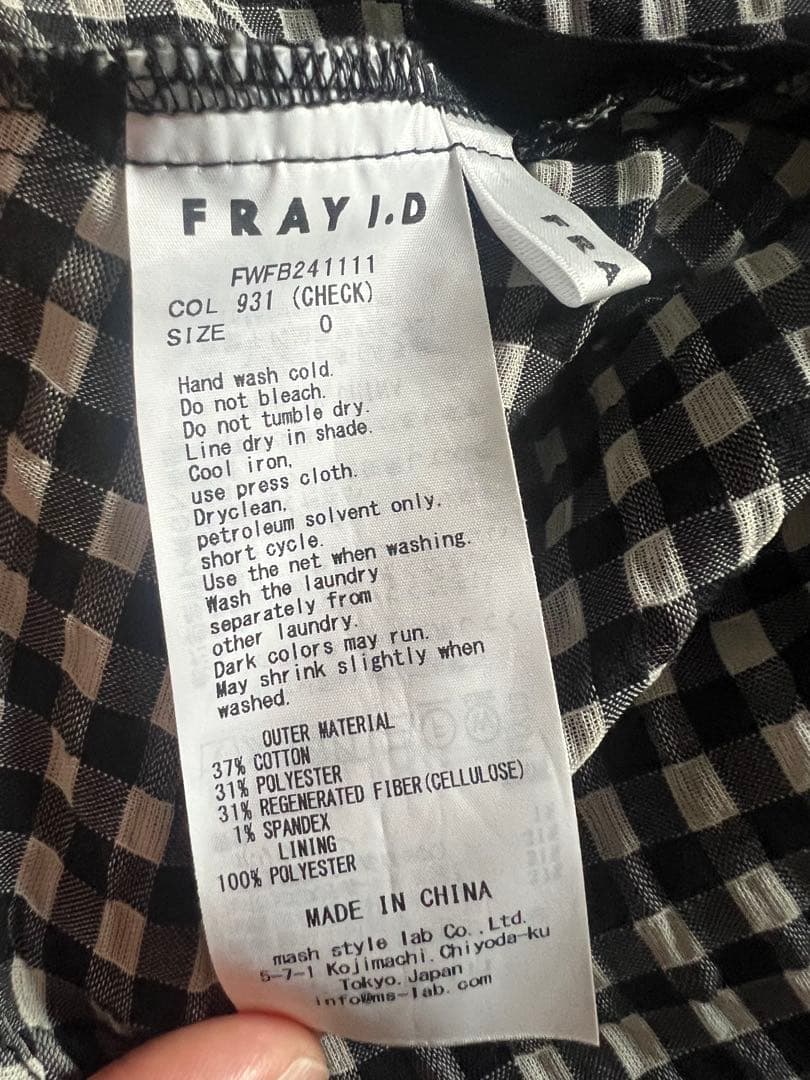 FRAY I.D
FRA
FWFB241111
COL 931 (CHECK)
SIZE 0
Hand wash cold.
Do not bleach.
Do not tumble dry.
Line dry in shade.
Cool iron,
use press cloth.
Dryclean,
petroleum solvent only,
short cycle.
Use the net when washing.
Wash the laundry
separately from
other laundry.
Dark colors may run.
May shrink slightly when
washed.
OUTER MATERIAL
37% COTTON
31% POLYESTER
31% REGENERATED FIBER(CELLULOSE)
1% SPANDEX
LINING
100% POLYESTER
MADE IN CHINA
mash style lab Co..Ltd.
5-7-1 Kojimachi.Chiyoda-ku
Tokyo.Japan
info@ms-lab.com